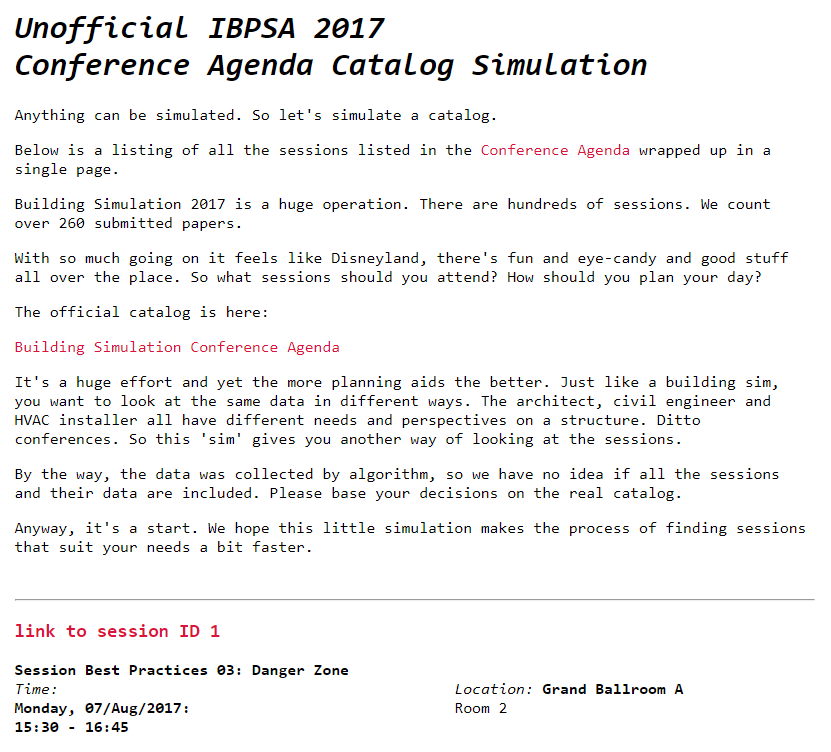 Unofficial IBPSA 2017
Conference Agenda Catalog Simulation
Anything can be simulated. So let's simulate a catalog.
Below is a listing of all the sessions listed in the Conference Agenda wrapped up in a
single page.
Building Simulation 2017 is a huge operation. There are hundreds of sessions. We count
over 260 submitted papers.
With so much going on it feels like Disneyland, there's fun and eye-candy and good stuff
all over the place. So what sessions should you attend? How should you plan your day?
The official catalog is here:
Building Simulation Conference Agenda
It's a huge effort and yet the more planning aids the better. Just like a building sim,
you want to look at the same data in different ways. The architect, civil engineer and
HVAC installer all have different needs and perspectives on a structure. Ditto
conferences. So this 'sim' gives you another way of looking at the sessions.
By the way, the data was collected by algorithm, so we have no idea if all the sessions
and their data are included. Please base your decisions on the real catalog.
Anyway, it's a start. We hope this little simulation makes the process of finding sessions
that suit your needs a bit faster.
link to session ID 1
Session Best Practices 03: Danger Zone
Time:
Monday, 07/Aug/2017:
15:30 - 16:45
Location: Grand Ballroom A
Room 2